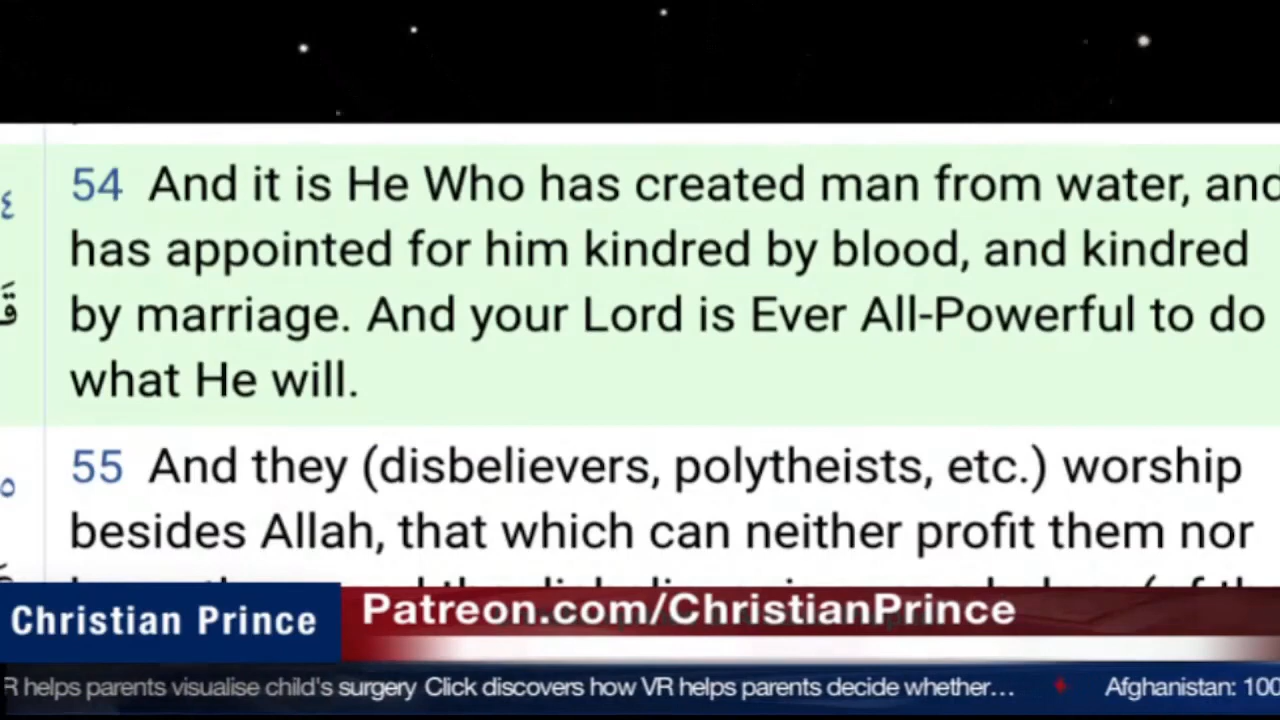 54 And it is He Who has created man from water, and
has appointed for him kindred by blood, and kindred
by marriage. And your Lord is Ever All-Powerful to do
what He will.
55 And they (disbelievers, polytheists, etc.) worship
besides Allah, that which can neither profit them nor
Christian Prince
Patreon.com/ChristianPrince
R helps parents visualise child's surgery Click discovers how VR helps parents decide whether... Afghanistan: 100